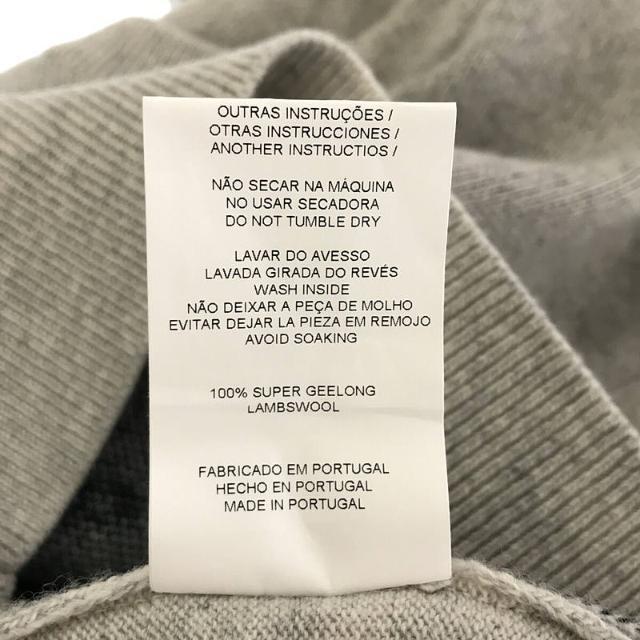 OUTRAS INSTRUÇÕES /
OTRAS INSTRUCCIONES /
ANOTHER INSTRUCTIOS /
NÃO SECAR NA MÁQUINA
NO USAR SECADORA
DO NOT TUMBLE DRY
LAVAR DO AVESSO
LAVADA GIRADA DO REVÉS
WASH INSIDE
NÃO DEIXAR A PEÇA DE MOLHO
EVITAR DEJAR LA PIEZA EM REMOJO
AVOID SOAKING
100% SUPER GEELONG
LAMBSWOOL
FABRICADO EM PORTUGAL
HECHO EN PORTUGAL
MADE IN PORTUGAL